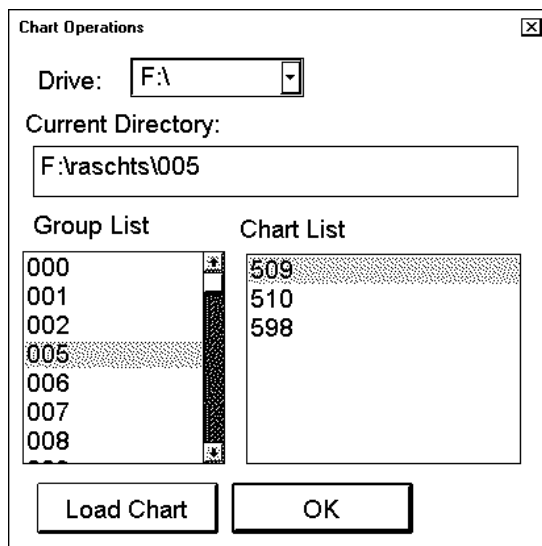 Chart Operations
Drive: F:\
Current Directory:
F:\raschts\005
Group List
000
001
002
005
006
007
008
Chart List
509
510
598
Load Chart
OK